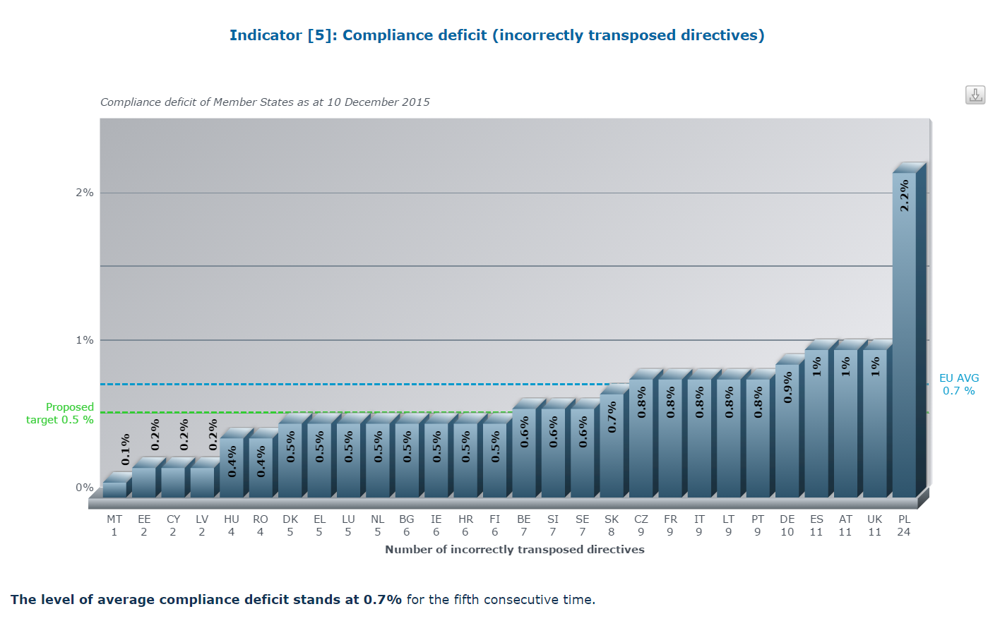 Indicator [5]: Compliance deficit (incorrectly transposed directives)
Compliance deficit of Member States as at 10 December 2015
2%
1%
0%
Proposed
target 0.5 %
EU AVG
0.7 %
0.1% 0.2% 0.2% 0.2% 0.4% 0.4% 0.5% 0.5% 0.5% 0.5% 0.5% 0.5% 0.5% 0.5% 0.6% 0.6% 0.6% 0.7% 0.8% 0.8% 0.8% 0.8% 0.8% 0.9% 1% 1% 1% 2.2%
MT EE CY LV HU RO DK EL LU NL BG IE HR FI BE SI SE SK CZ FR IT LT PT DE ES AT UK PL
1 2 2 2 4 4 5 5 5 5 6 6 6 6 7 7 7 8 9 9 9 9 9 10 11 11 11 24
Number of incorrectly transposed directives
The level of average compliance deficit stands at 0.7% for the fifth consecutive time.